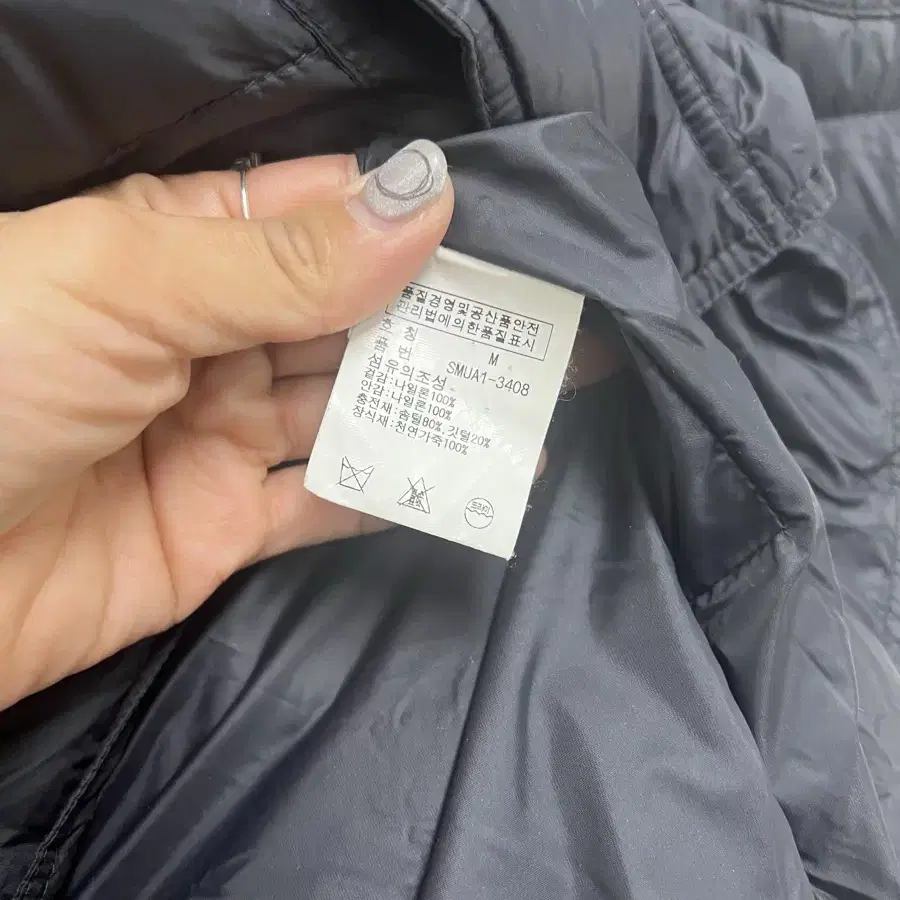 품질경영및공산품안전
관리법에의한품질표시
호 칭 M
품 번 SMUA1-3408
섬유의조성
겉감:나일론100%
안감:나일론100%
충전재:솜털80%, 깃털20%
장식재:천연가죽100%
드라이